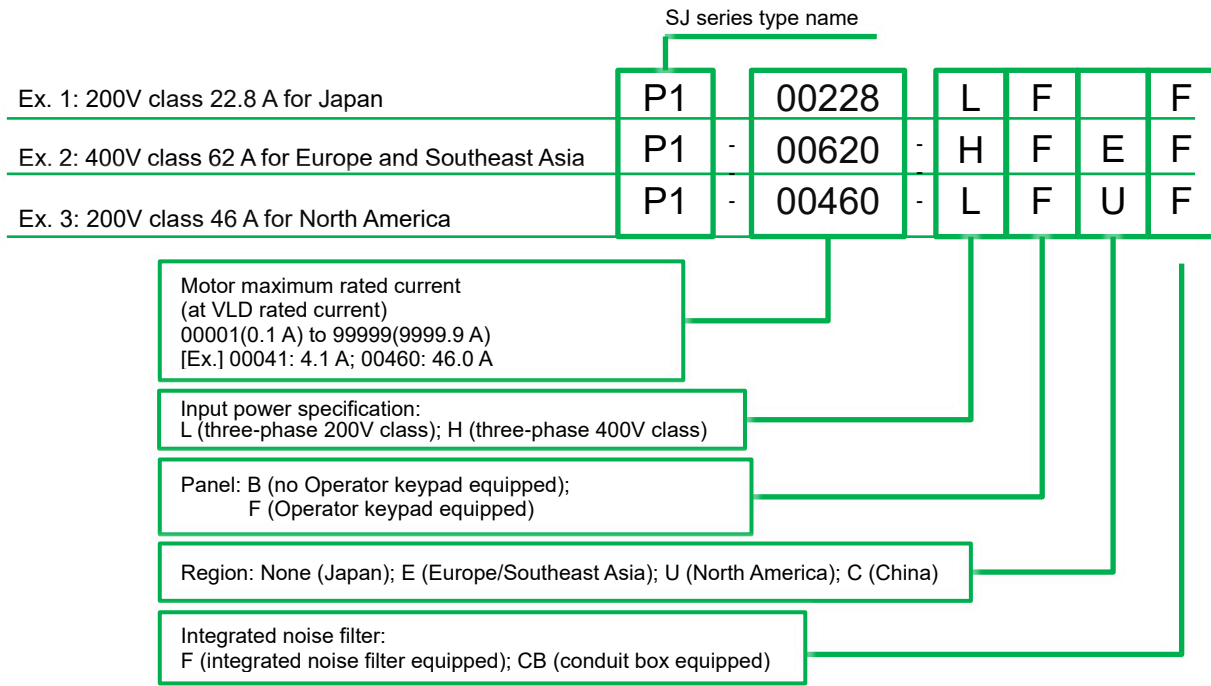 SJ series type name
Ex. 1: 200V class 22.8 A for Japan P1 00228 L F F
Ex. 2: 400V class 62 A for Europe and Southeast Asia P1 - 00620 - H F E F
Ex. 3: 200V class 46 A for North America P1 - 00460 - L F U F
Motor maximum rated current
(at VLD rated current)
00001(0.1 A) to 99999(9999.9 A)
[Ex.] 00041: 4.1 A; 00460: 46.0 A
Input power specification:
L (three-phase 200V class); H (three-phase 400V class)
Panel: B (no Operator keypad equipped);
F (Operator keypad equipped)
Region: None (Japan); E (Europe/Southeast Asia); U (North America); C (China)
Integrated noise filter:
F (integrated noise filter equipped); CB (conduit box equipped)